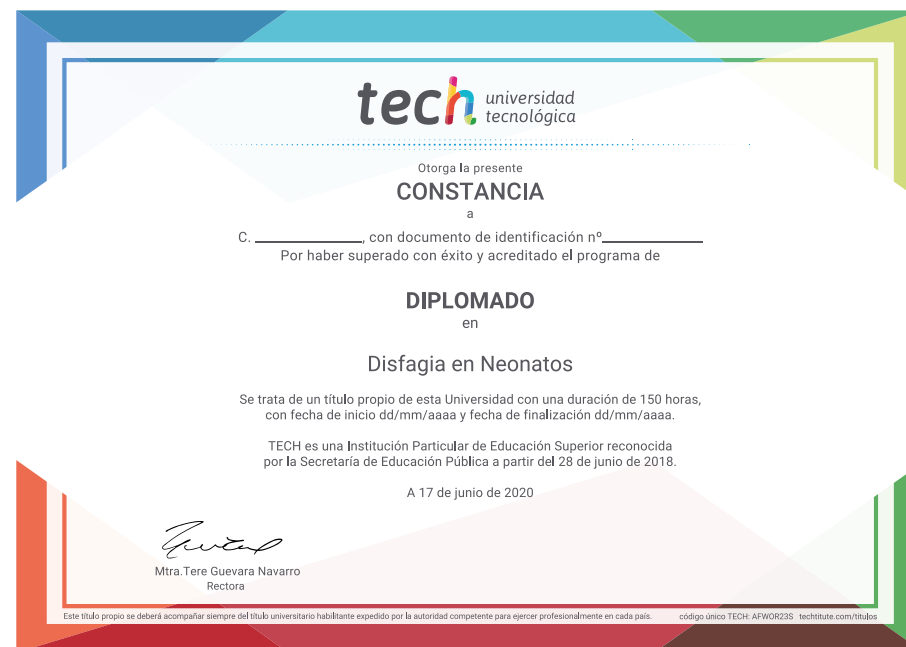 tech universidad
tecnológica
Otorga la presente
CONSTANCIA
a
C. ______________, con documento de identificación nº______________
Por haber superado con éxito y acreditado el programa de
DIPLOMADO
en
Disfagia en Neonatos
Se trata de un título propio de esta Universidad con una duración de 150 horas,
con fecha de inicio dd/mm/aaaa y fecha de finalización dd/mm/aaaa.
TECH es una Institución Particular de Educación Superior reconocida
por la Secretaría de Educación Pública a partir del 28 de junio de 2018.
A 17 de junio de 2020
Mtra.Tere Guevara Navarro
Rectora
Este título propio se deberá acompañar siempre del título universitario habilitante expedido por la autoridad competente para ejercer profesionalmente en cada país. código único TECH: AFWOR23S techtitute.com/titulos